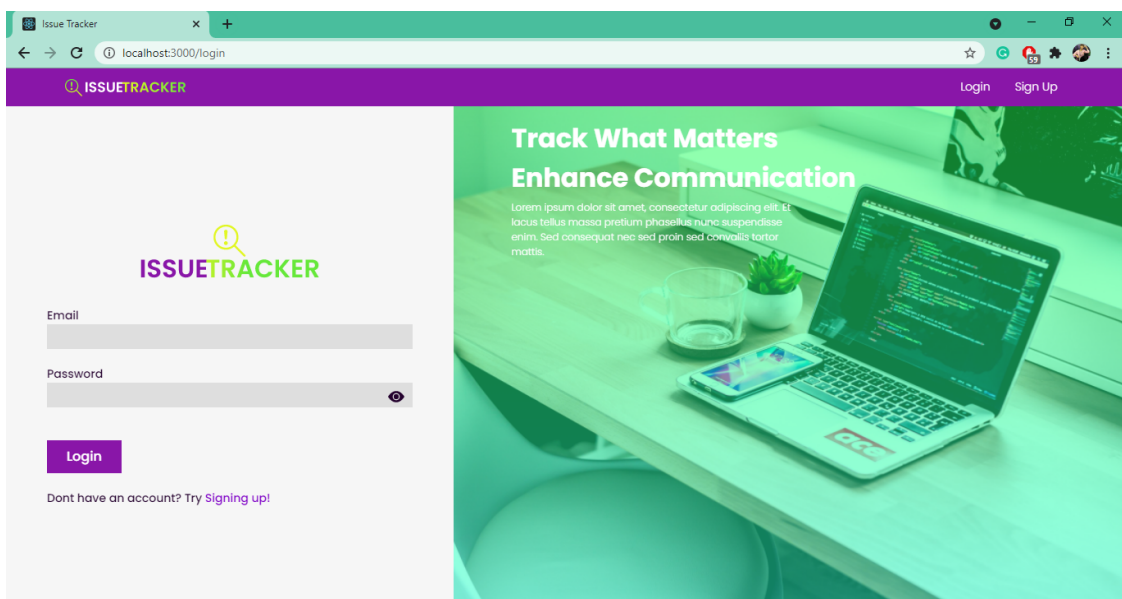 Issue Tracker
localhost:3000/login
59
ISSUETRACKER
Login
Sign Up
ISSUETRACKER
Email
Password
Login
Dont have an account? Try Signing up!
Track What Matters
Enhance Communication
Lorem ipsum dolor sit amet, consectetur adipiscing elit. Et
lacus tellus massa pretium phasellus nunc suspendisse
enim. Sed consequat nec sed proin sed convallis tortor
mattis.
ace